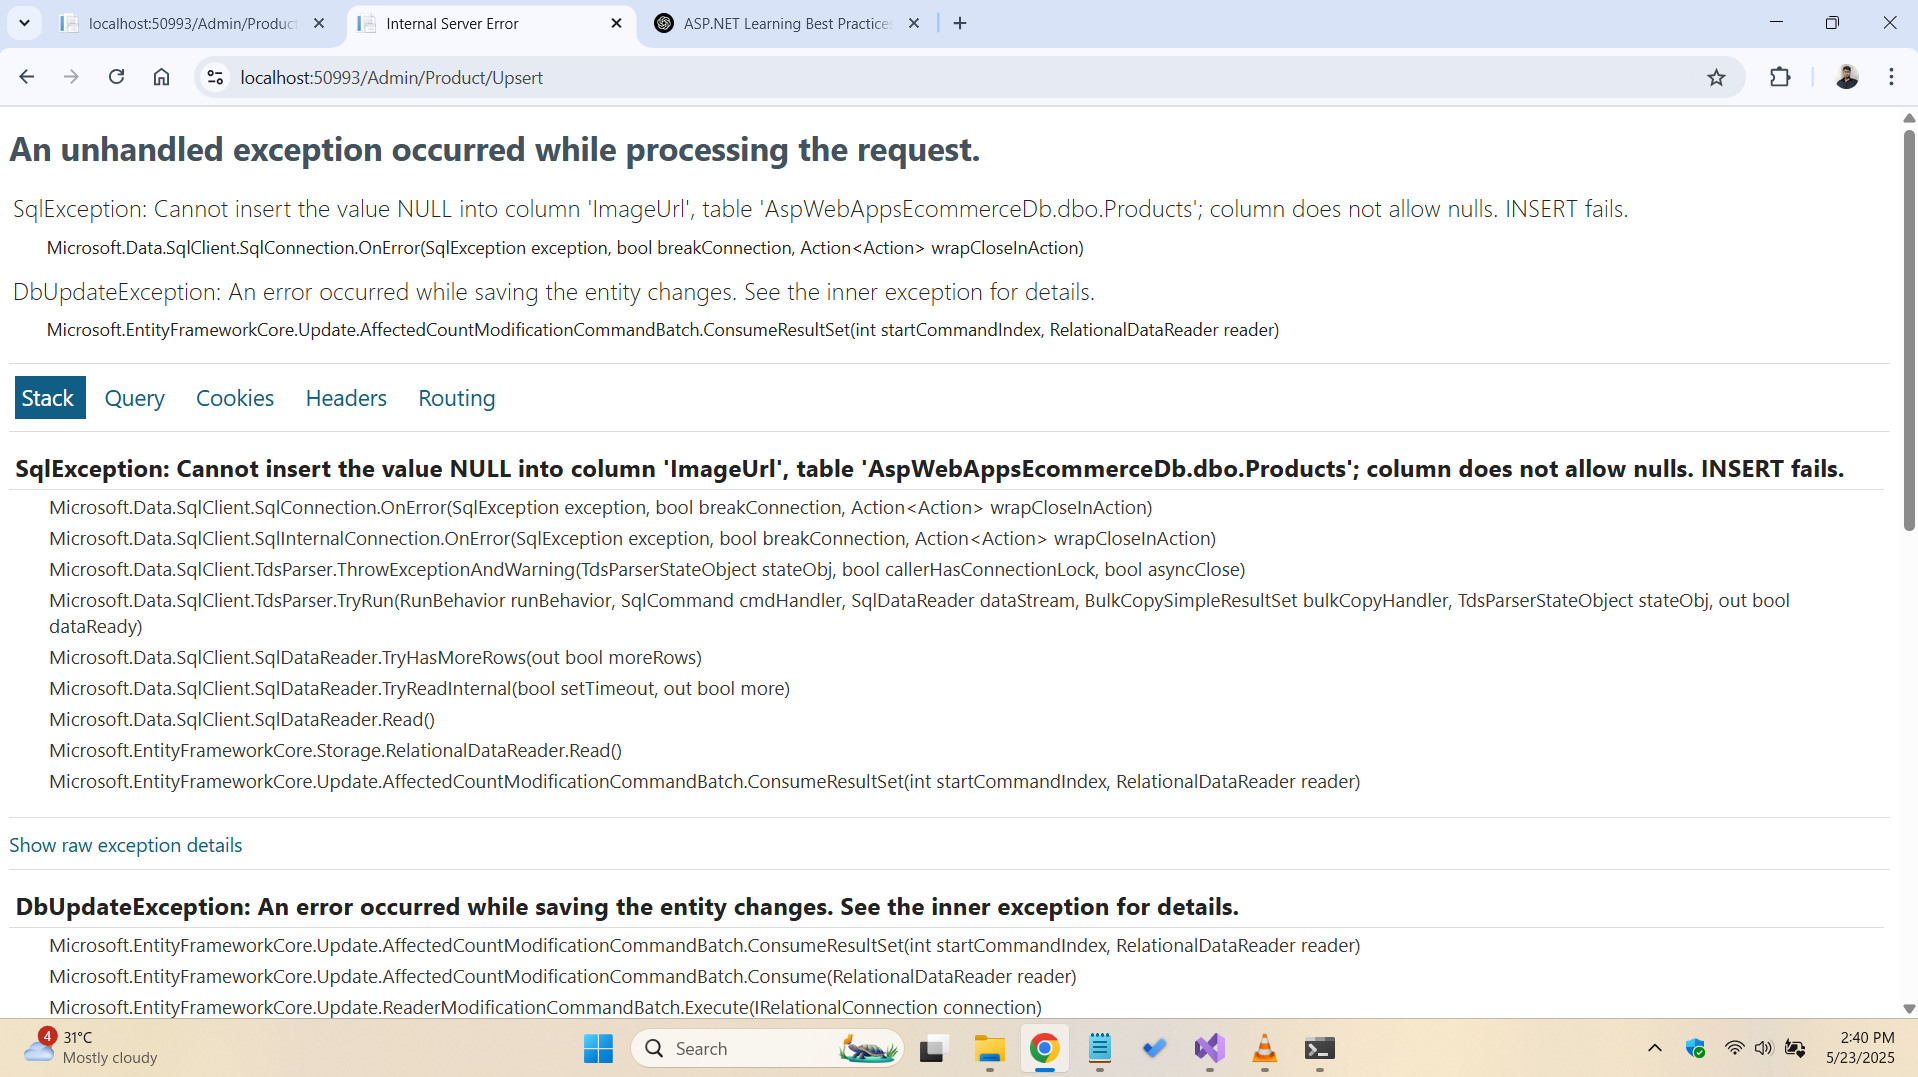 localhost:50993/Admin/Product
Internal Server Error
ASP.NET Learning Best Practices
localhost:50993/Admin/Product/Upsert
An unhandled exception occurred while processing the request.
SqlException: Cannot insert the value NULL into column 'ImageUrl', table 'AspWebAppsEcommerceDb.dbo.Products'; column does not allow nulls. INSERT fails.
Microsoft.Data.SqlClient.SqlConnection.OnError(SqlException exception, bool breakConnection, Action<Action> wrapCloseInAction)
DbUpdateException: An error occurred while saving the entity changes. See the inner exception for details.
Microsoft.EntityFrameworkCore.Update.AffectedCountModificationCommandBatch.ConsumeResultSet(int startCommandIndex, RelationalDataReader reader)
Stack Query Cookies Headers Routing
SqlException: Cannot insert the value NULL into column 'ImageUrl', table 'AspWebAppsEcommerceDb.dbo.Products'; column does not allow nulls. INSERT fails.
Microsoft.Data.SqlClient.SqlConnection.OnError(SqlException exception, bool breakConnection, Action<Action> wrapCloseInAction)
Microsoft.Data.SqlClient.SqlInternalConnection.OnError(SqlException exception, bool breakConnection, Action<Action> wrapCloseInAction)
Microsoft.Data.SqlClient.TdsParser.ThrowExceptionAndWarning(TdsParserStateObject stateObj, bool callerHasConnectionLock, bool asyncClose)
Microsoft.Data.SqlClient.TdsParser.TryRun(RunBehavior runBehavior, SqlCommand cmdHandler, SqlDataReader dataStream, BulkCopySimpleResultSet bulkCopyHandler, TdsParserStateObject stateObj, out bool
dataReady)
Microsoft.Data.SqlClient.SqlDataReader.TryHasMoreRows(out bool moreRows)
Microsoft.Data.SqlClient.SqlDataReader.TryReadInternal(bool setTimeout, out bool more)
Microsoft.Data.SqlClient.SqlDataReader.Read()
Microsoft.EntityFrameworkCore.Storage.RelationalDataReader.Read()
Microsoft.EntityFrameworkCore.Update.AffectedCountModificationCommandBatch.ConsumeResultSet(int startCommandIndex, RelationalDataReader reader)
Show raw exception details
DbUpdateException: An error occurred while saving the entity changes. See the inner exception for details.
Microsoft.EntityFrameworkCore.Update.AffectedCountModificationCommandBatch.ConsumeResultSet(int startCommandIndex, RelationalDataReader reader)
Microsoft.EntityFrameworkCore.Update.AffectedCountModificationCommandBatch.Consume(RelationalDataReader reader)
Microsoft.EntityFrameworkCore.Update.ReaderModificationCommandBatch.Execute(IRelationalConnection connection)
4
31°C
Mostly cloudy
Search
2:40 PM
5/23/2025